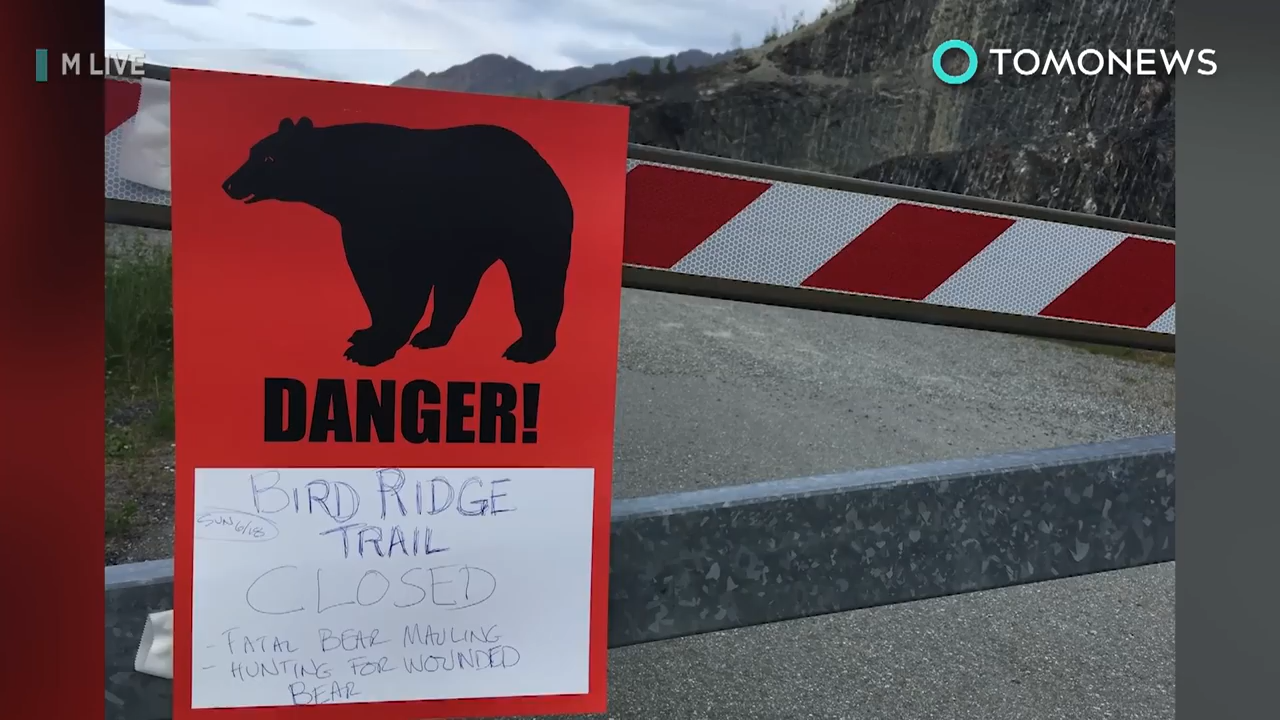 M LIVE
TOMONEWS
DANGER!
BIRD RIDGE
SUN 6/18
TRAIL
CLOSED
- FATAL BEAR MAULING
- HUNTING FOR WOUNDED
BEAR